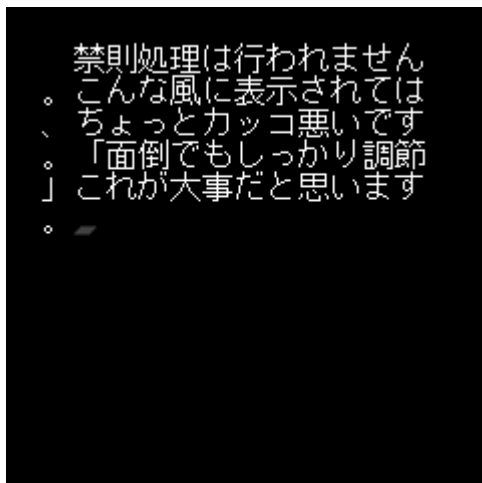 禁則処理は行われません
。こんな風に表示されては
、ちょっとカッコ悪いです
。「面倒でもしっかり調節
」これが大事だと思います
。